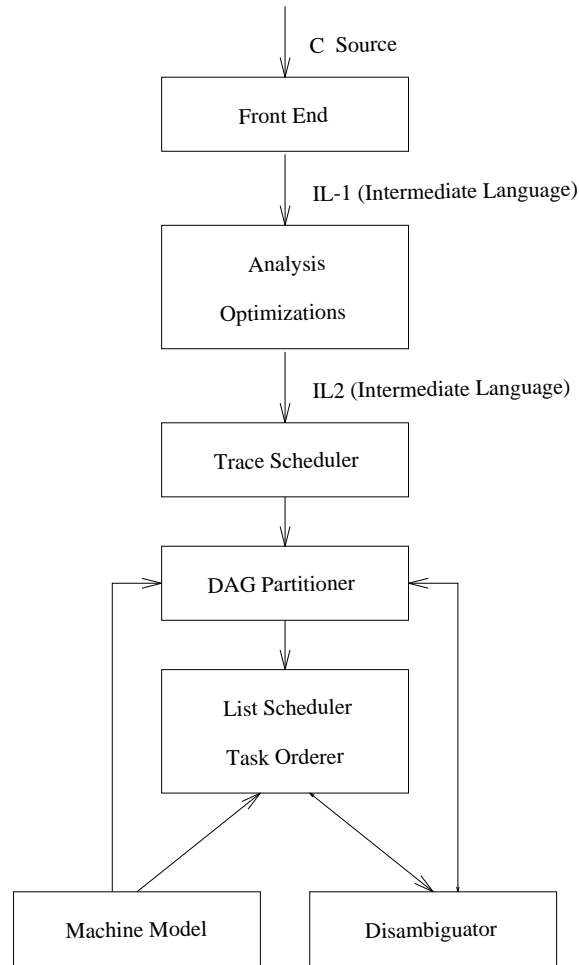 C Source
Front End
IL-1 (Intermediate Language)
Analysis
Optimizations
IL2 (Intermediate Language)
Trace Scheduler
DAG Partitioner
List Scheduler
Task Orderer
Machine Model
Disambiguator